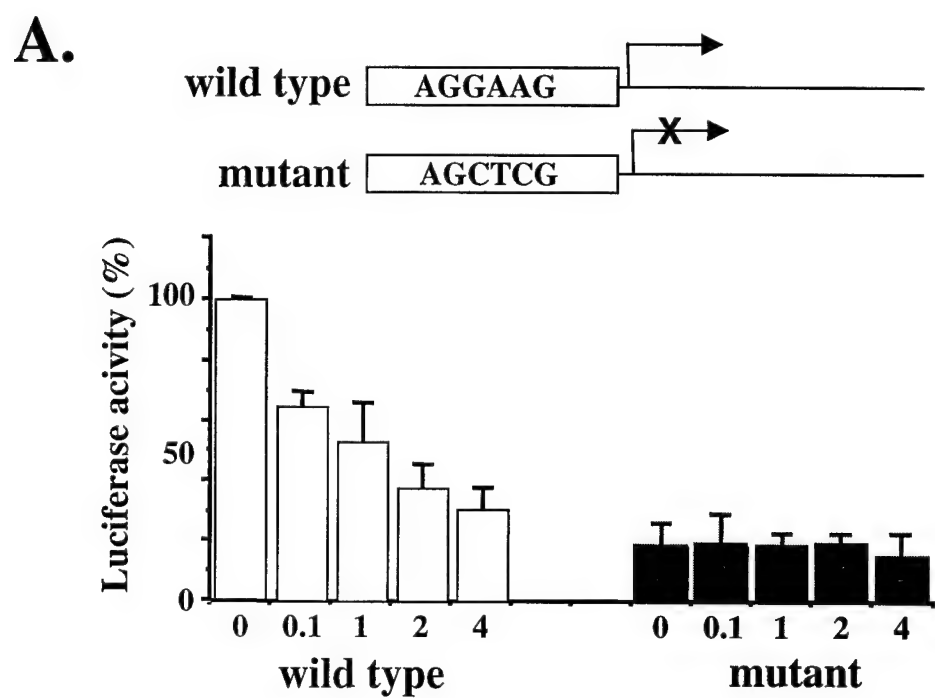 A.
wild type AGGAAG
X
mutant AGCTCG
Luciferase acivity (%)
100
50
0
0 0.1 1 2 4 0 0.1 1 2 4
wild type mutant